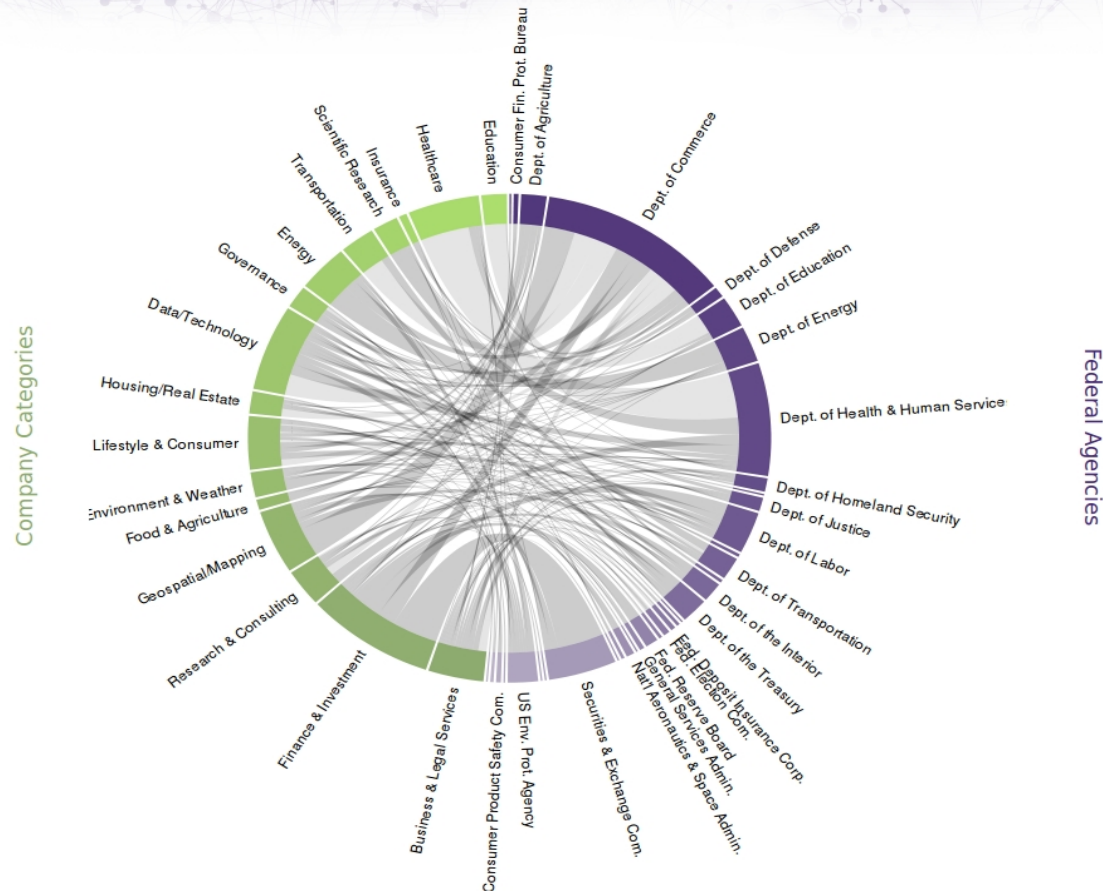 Company Categories
Federal Agencies
Consumer Fin. Prot. Bureau
Dept. of Agriculture
Dept. of Commerce
Dept. of Defense
Dept. of Education
Dept. of Energy
Dept. of Health & Human Service
Dept. of Homeland Security
Dept. of Justice
Dept. of Labor
Dept. of Transportation
Dept. of the Interior
Dept. of the Treasury
Fed. Deposit Insurance Corp.
Fed. Election Com.
Fed. Reserve Board
General Services Admin.
Nat'l Aeronautics & Space Admin.
Securities & Exchange Com.
US Env. Prot. Agency
Consumer Product Safety Com.
Business & Legal Services
Finance & Investment
Research & Consulting
Geospatial/Mapping
Food & Agriculture
Environment & Weather
Lifestyle & Consumer
Housing/Real Estate
Data/Technology
Governance
Energy
Transportation
Scientific Research
Insurance
Healthcare
Education